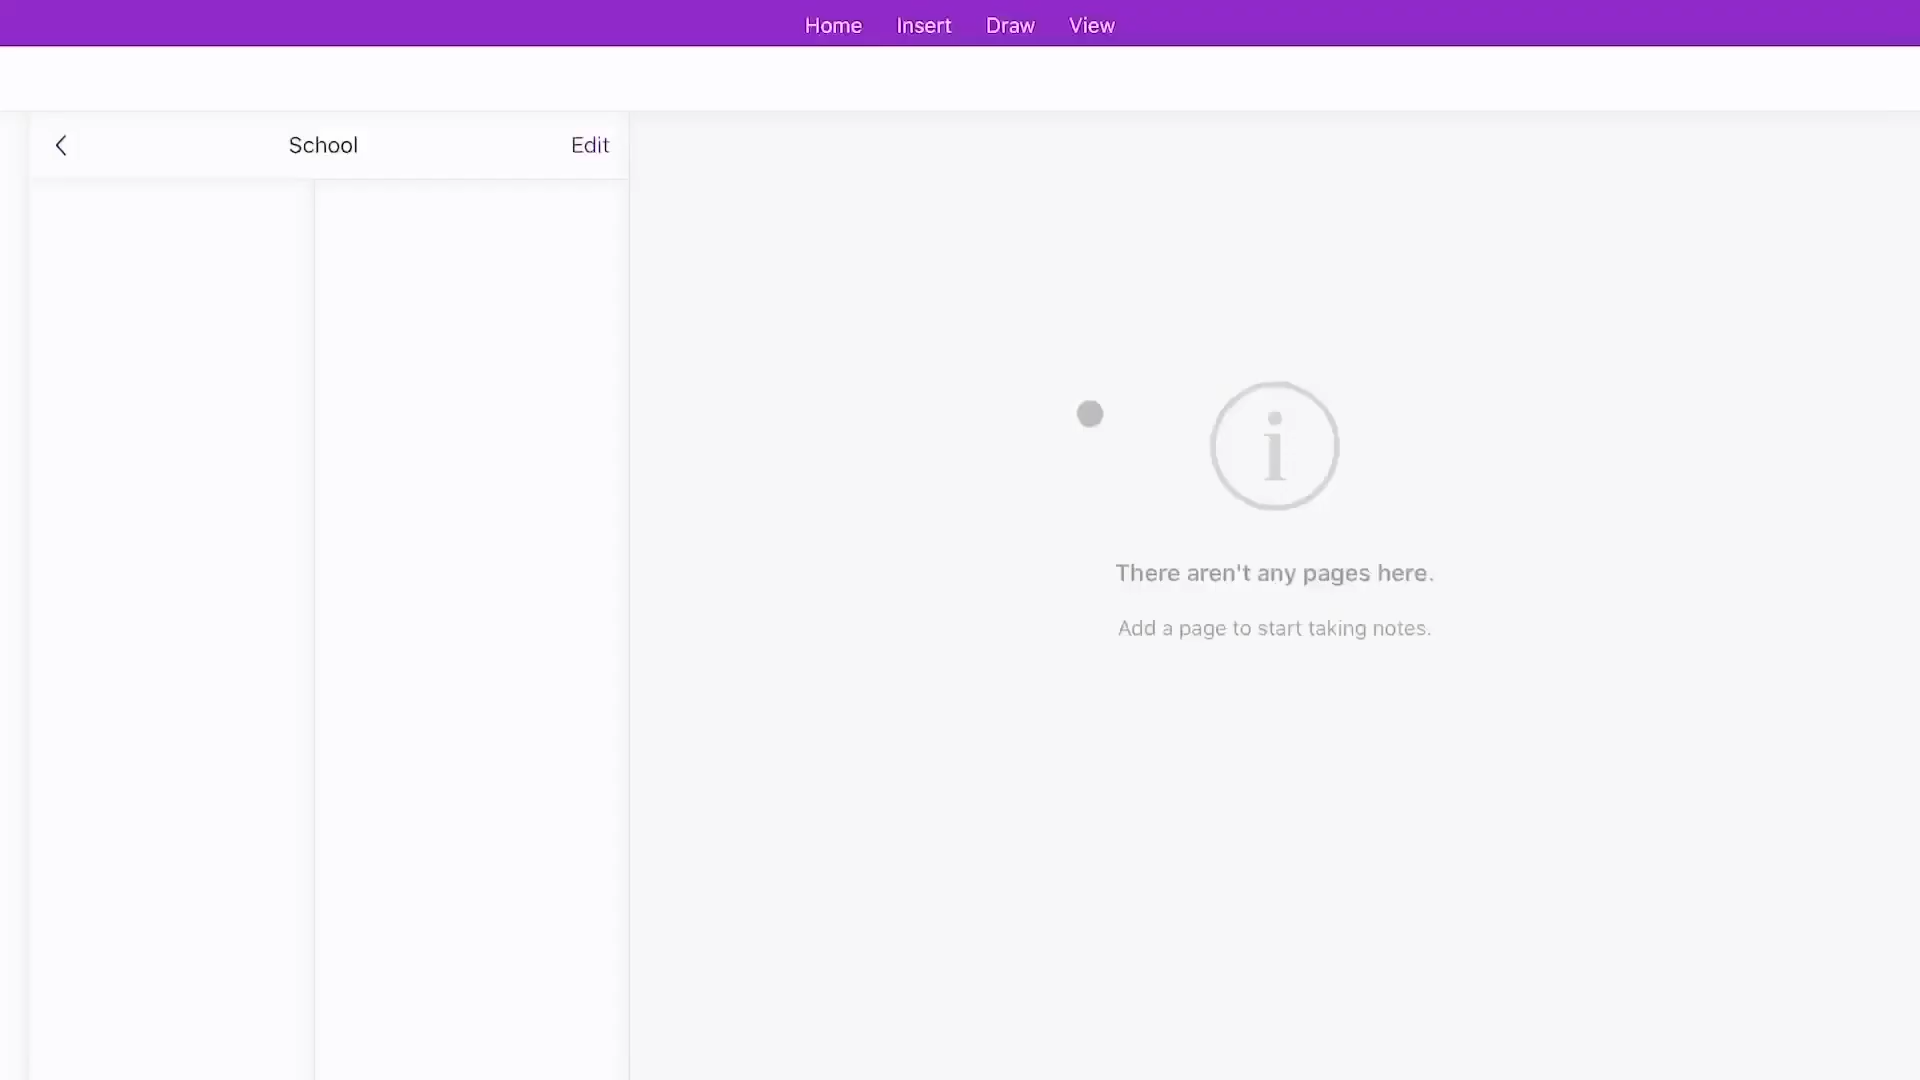 Home Insert Draw View
School Edit
There aren't any pages here.
Add a page to start taking notes.